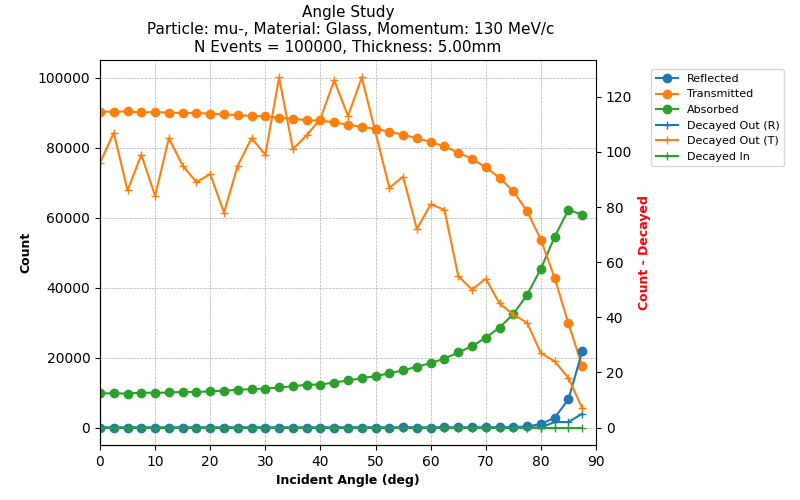 Angle Study
Particle: mu-, Material: Glass, Momentum: 130 MeV/c
N Events = 100000, Thickness: 5.00mm
Count
100000
80000
60000
40000
20000
0
0 10 20 30 40 50 60 70 80 90
Incident Angle (deg)
120
100
80
60
40
20
0
Count - Decayed
Reflected
Transmitted
Absorbed
Decayed Out (R)
Decayed Out (T)
Decayed In